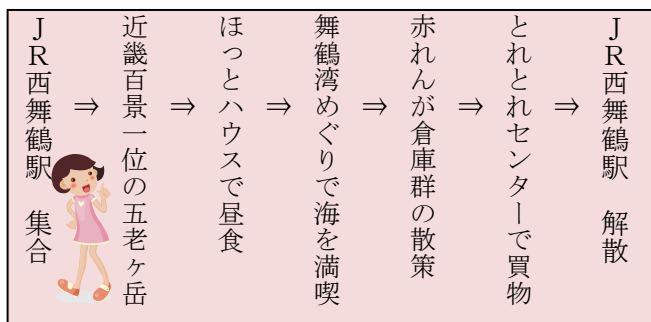 JR西舞鶴駅 集合
⇒
近畿百景一位の五老ヶ岳
⇒
ほっとハウスで昼食
⇒
舞鶴湾めぐりで海を満喫
⇒
赤れんが倉庫群の散策
⇒
とれとれセンターで買物
⇒
JR西舞鶴駅 解散